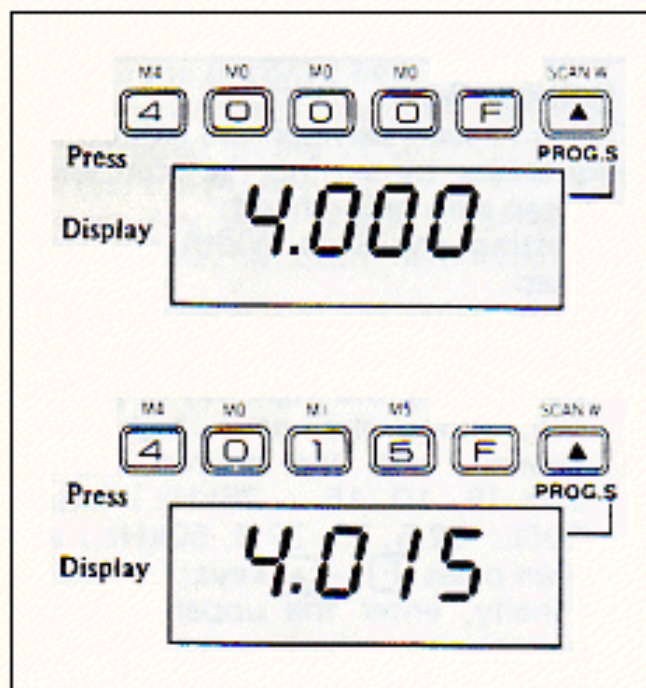 M4 M0 M0 M0 SCAN W
4 0 0 0 F ▲
Press PROG.S
Display 4.000
M4 M0 M1 M5 SCAN W
4 0 1 5 F ▲
Press PROG.S
Display 4.015